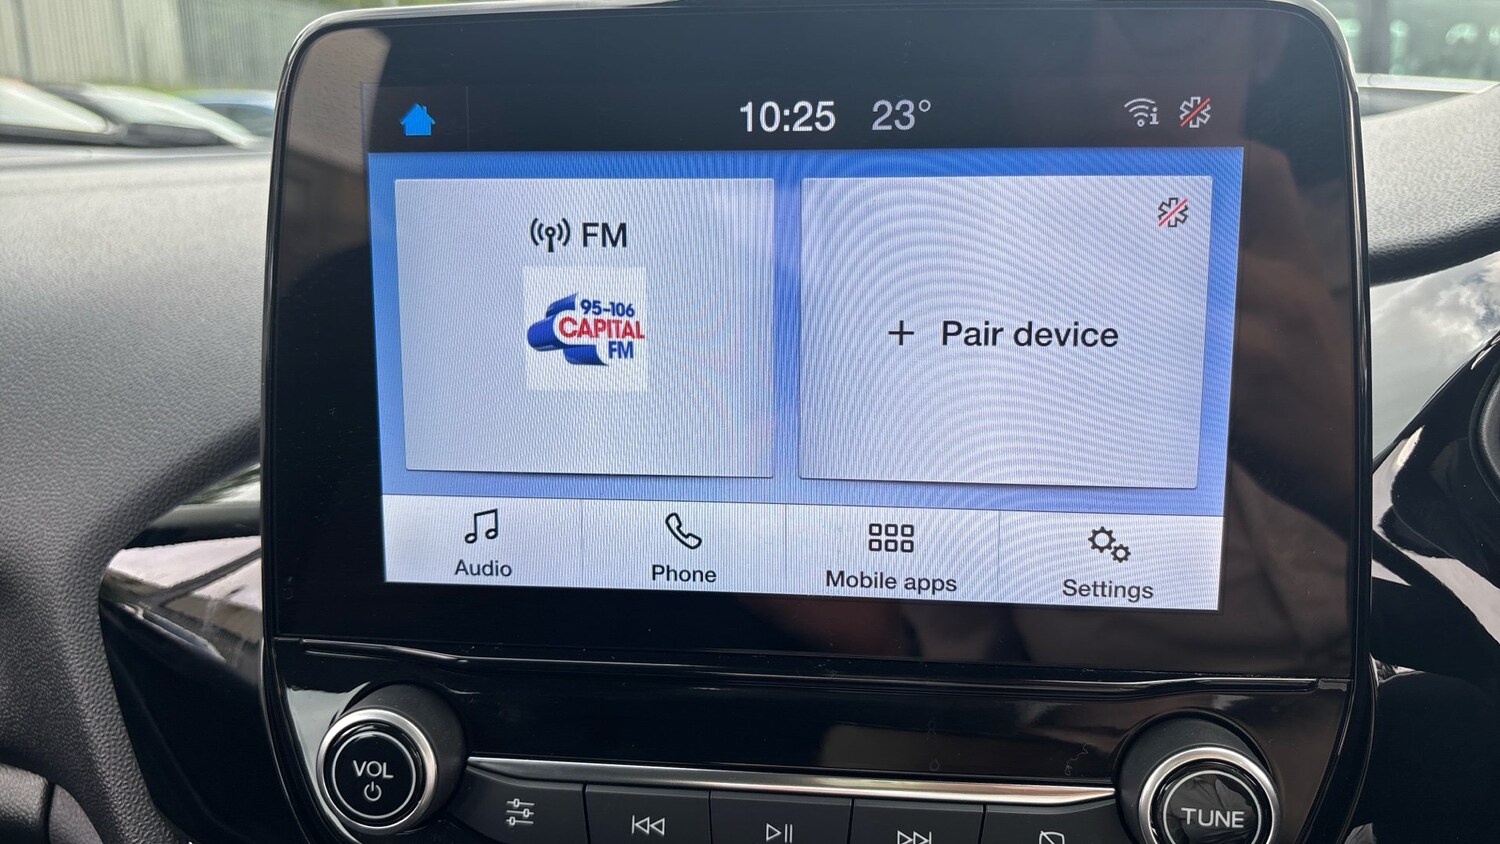 10:25 23°
FM
95-106
CAPITAL
FM
+ Pair device
Audio
Phone
Mobile apps
Settings
VOL
TUNE